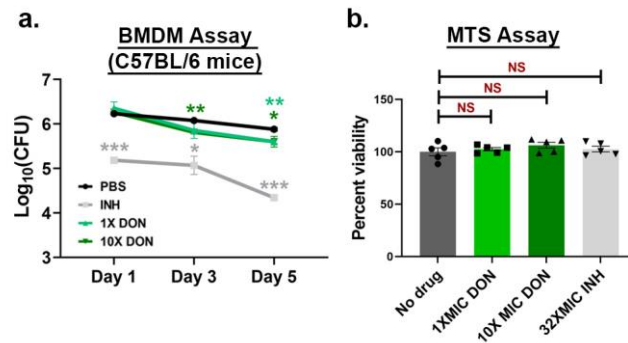 a.
BMDM Assay
(C57BL/6 mice)
Log10(CFU)
7
6
5
4
3
***
**
*
**
*
***
PBS
INH
1X DON
10X DON
Day 1
Day 3
Day 5
b.
MTS Assay
NS
NS
NS
Percent viability
150
100
50
0
No drug
1XMIC DON
10X MIC DON
32XMIC INH